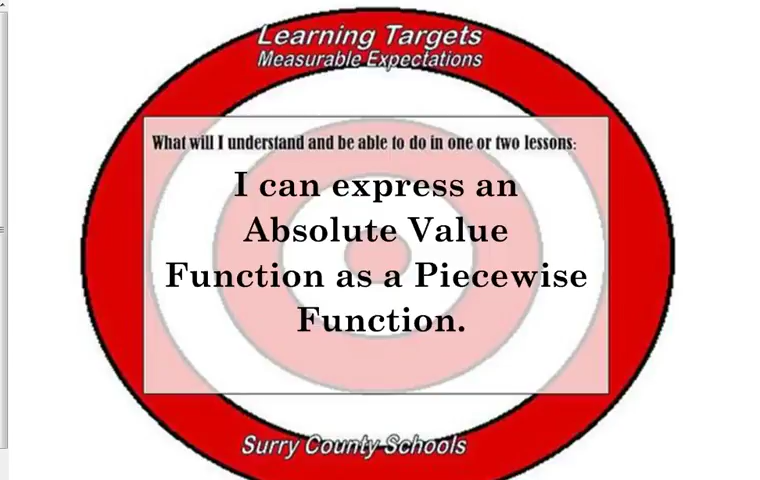 Learning Targets
Measurable Expectations
What will I understand and be able to do in one or two lessons:
I can express an
Absolute Value
Function as a Piecewise
Function.
Surry County Schools